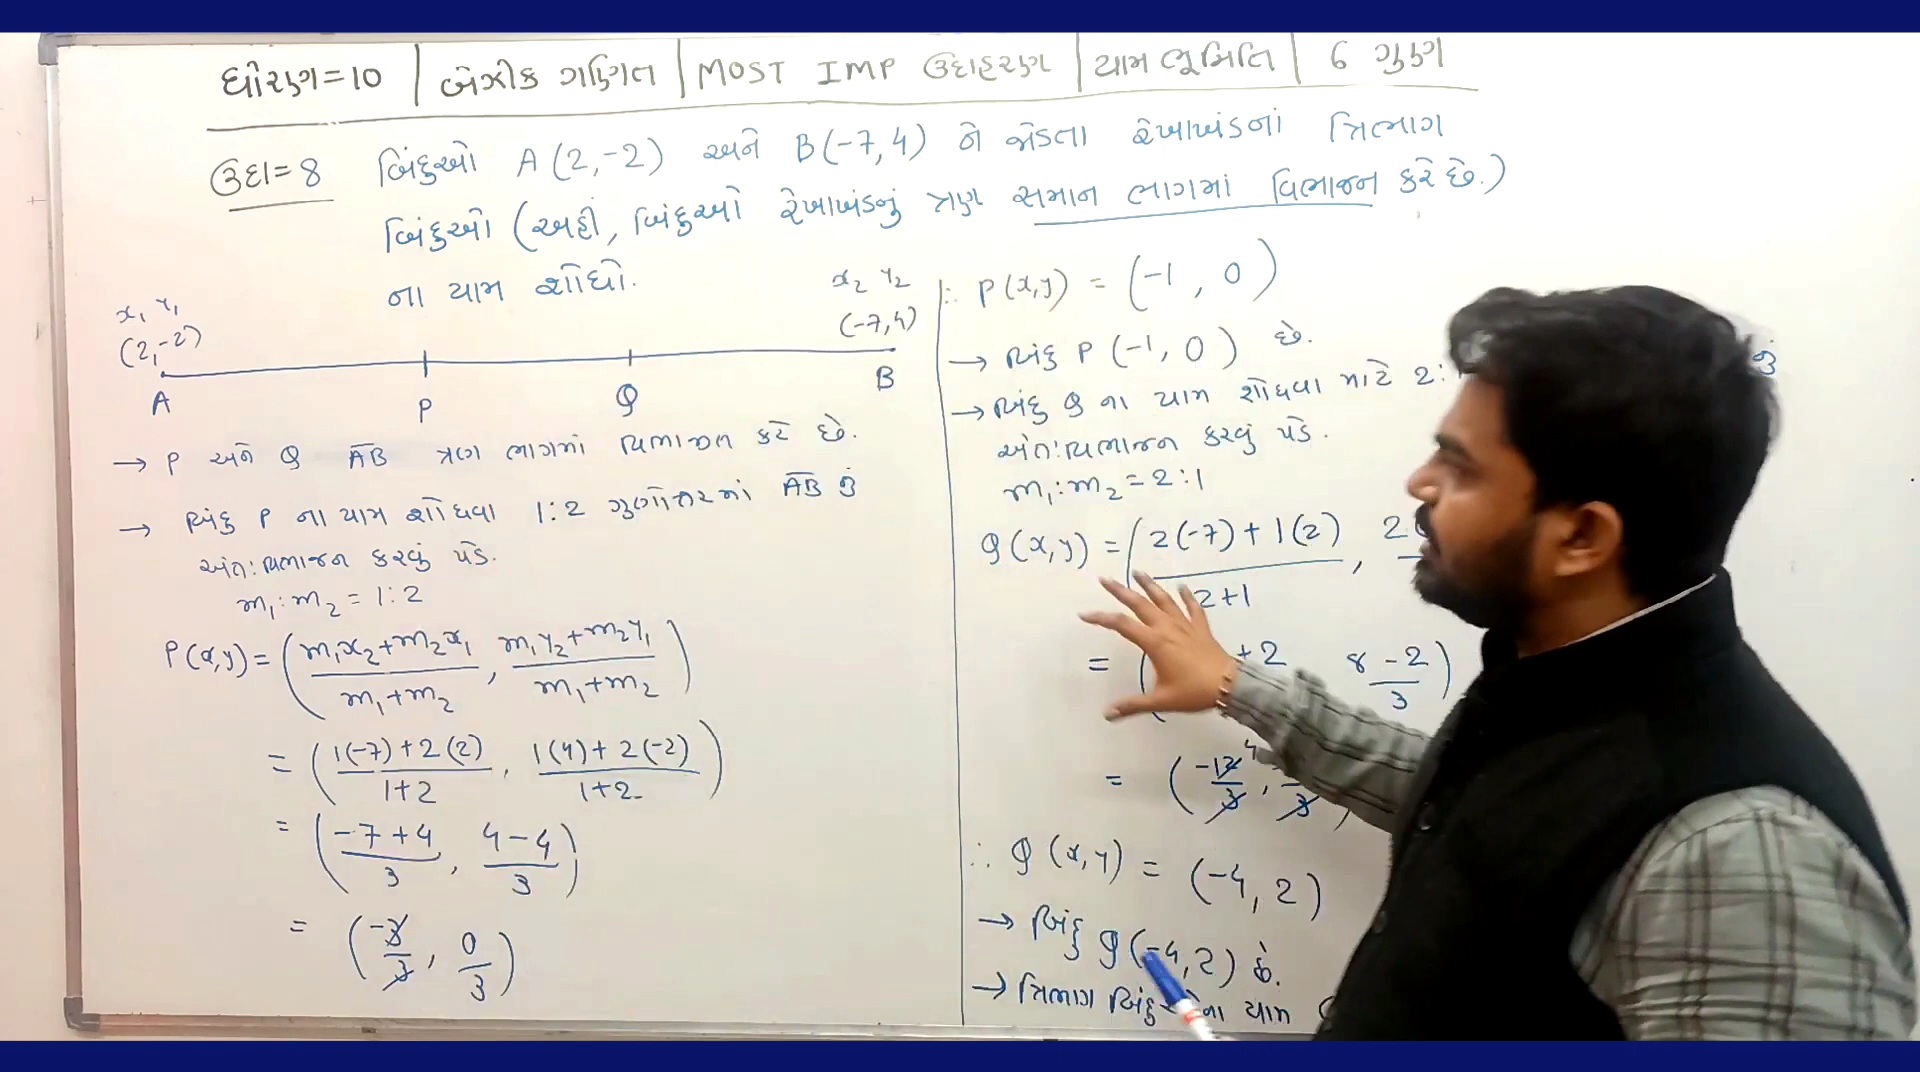 ધોરણ=10 | બેઝીક ગણિત | MOST IMP ઉદાહરણ | યામ ભૂમિતિ | 6 ગુણ
ઉદા=8 બિંદુઓ A(2,-2) અને B(-7,4) ને જોડતા રેખાખંડનાં ત્રિભાગ
બિંદુઓ (અહી, બિંદુઓ રેખાખંડનું ત્રણ સમાન ભાગમાં વિભાજન કરે છે.)
ના યામ શોધો.
x₁ y₁
(2,-2)
x₂ y₂
(-7,4)
A P Q B
→ P અને Q A̅B̅ ત્રણ ભાગમાં વિભાજીત કરે છે.
→ બિંદુ P ના યામ શોધવા 1:2 ગુણોત્તરમાં A̅B̅ નું
અંત:વિભાજન કરવું પડે.
m₁:m₂ = 1:2
P(x,y) = ((m₁x₂+m₂x₁)/(m₁+m₂), (m₁y₂+m₂y₁)/(m₁+m₂))
= ((1(-7)+2(2))/(1+2), (1(4)+2(-2))/(1+2))
= ((-7+4)/3, (4-4)/3)
= (-3/3, 0/3)
∴ P(x,y) = (-1, 0)
→ બિંદુ P(-1, 0) છે.
→ બિંદુ Q ના યામ શોધવા માટે 2: નું
અંત:વિભાજન કરવું પડે.
m₁:m₂ = 2:1
Q(x,y) = ((2(-7)+1(2))/(2+1), 2(
= ( +2 (8-2)/3)
= (-12/3 4, /3)
∴ Q(x,y) = (-4, 2)
→ બિંદુ Q(-4,2) છે.
→ ત્રિભાગ બિંદુઓના યામ (